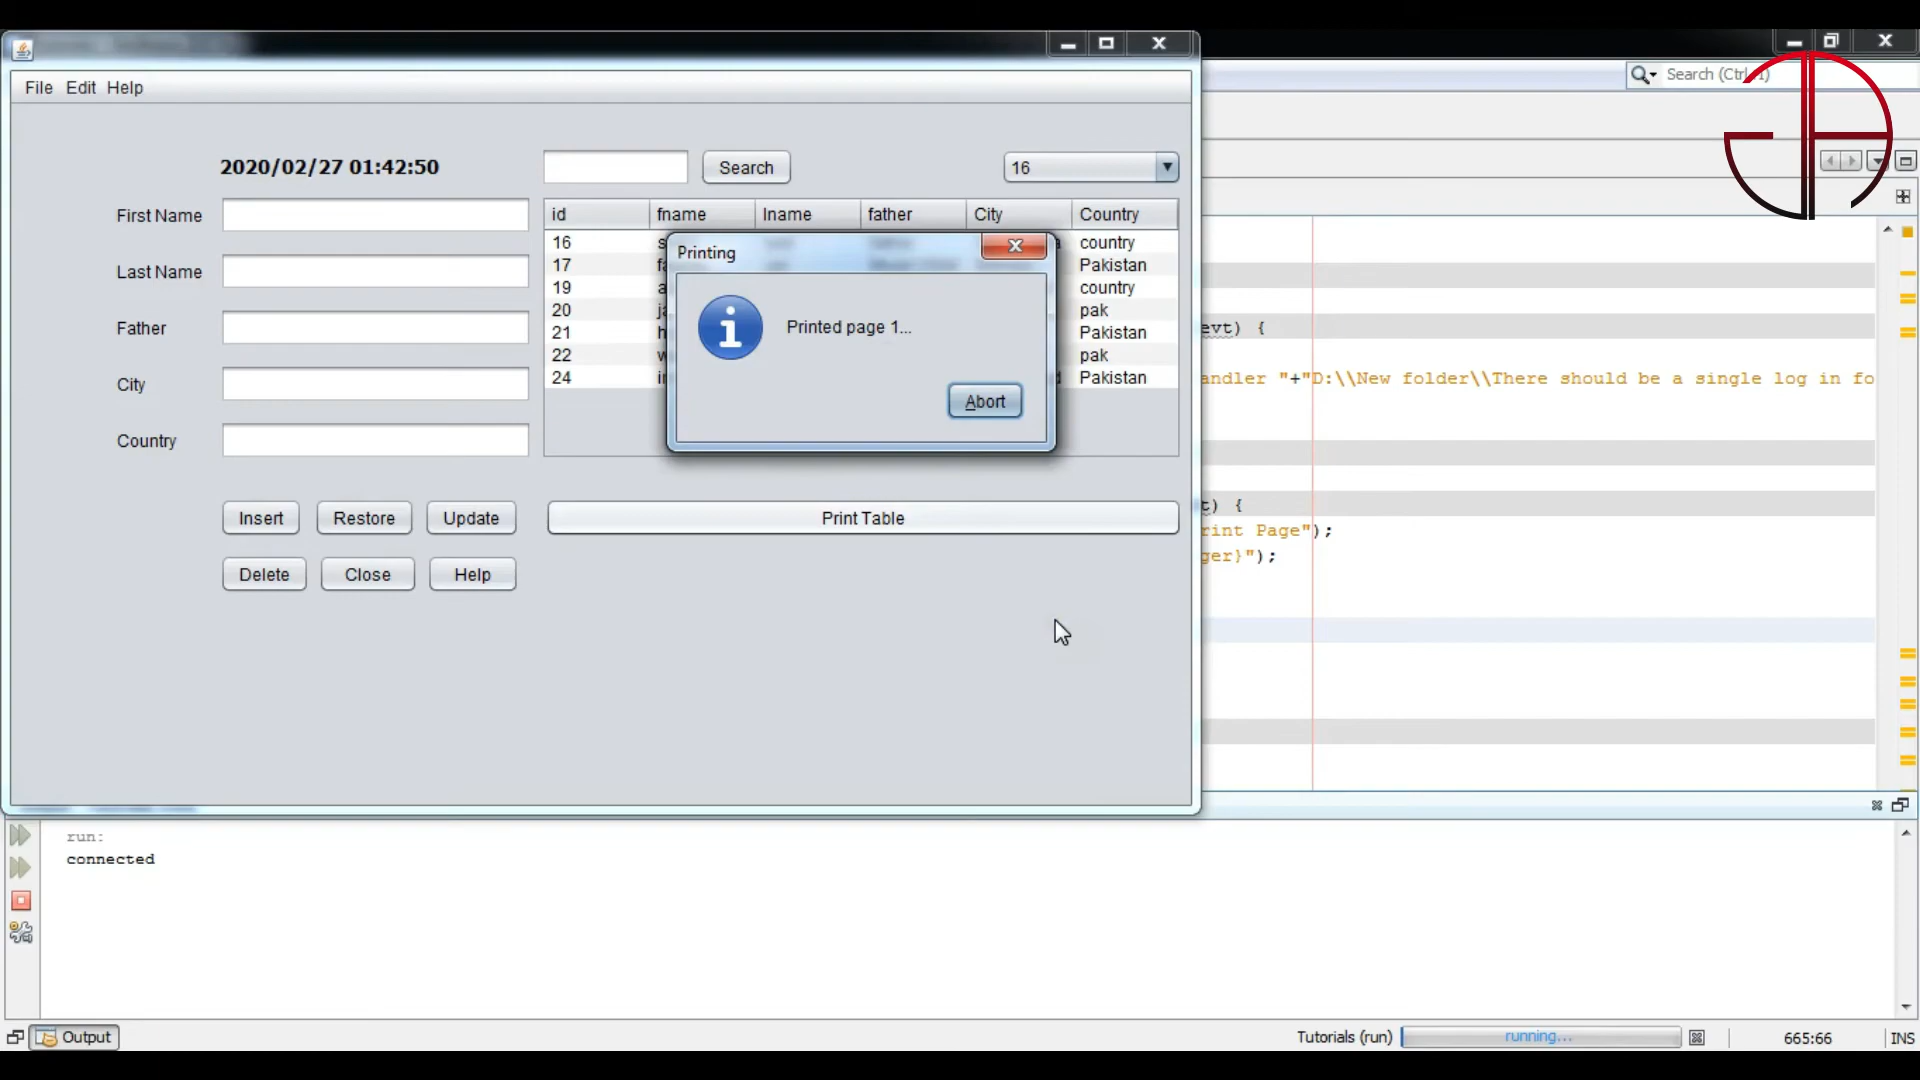 File Edit Help
Search (Ctrl+I)
2020/02/27 01:42:50
Search
16
First Name
Last Name
Father
City
Country
id fname lname father City Country
16 country
17 Pakistan
19 country
20 pak
21 Pakistan
22 pak
24 Pakistan
Printing
Printed page 1...
Abort
Insert Restore Update
Print Table
Delete Close Help
evt) {
andler "+"D:\\New folder\\There should be a single log in fo
t) {
rint Page");
ger}");
run:
connected
Output
Tutorials (run) running...
665:66 INS